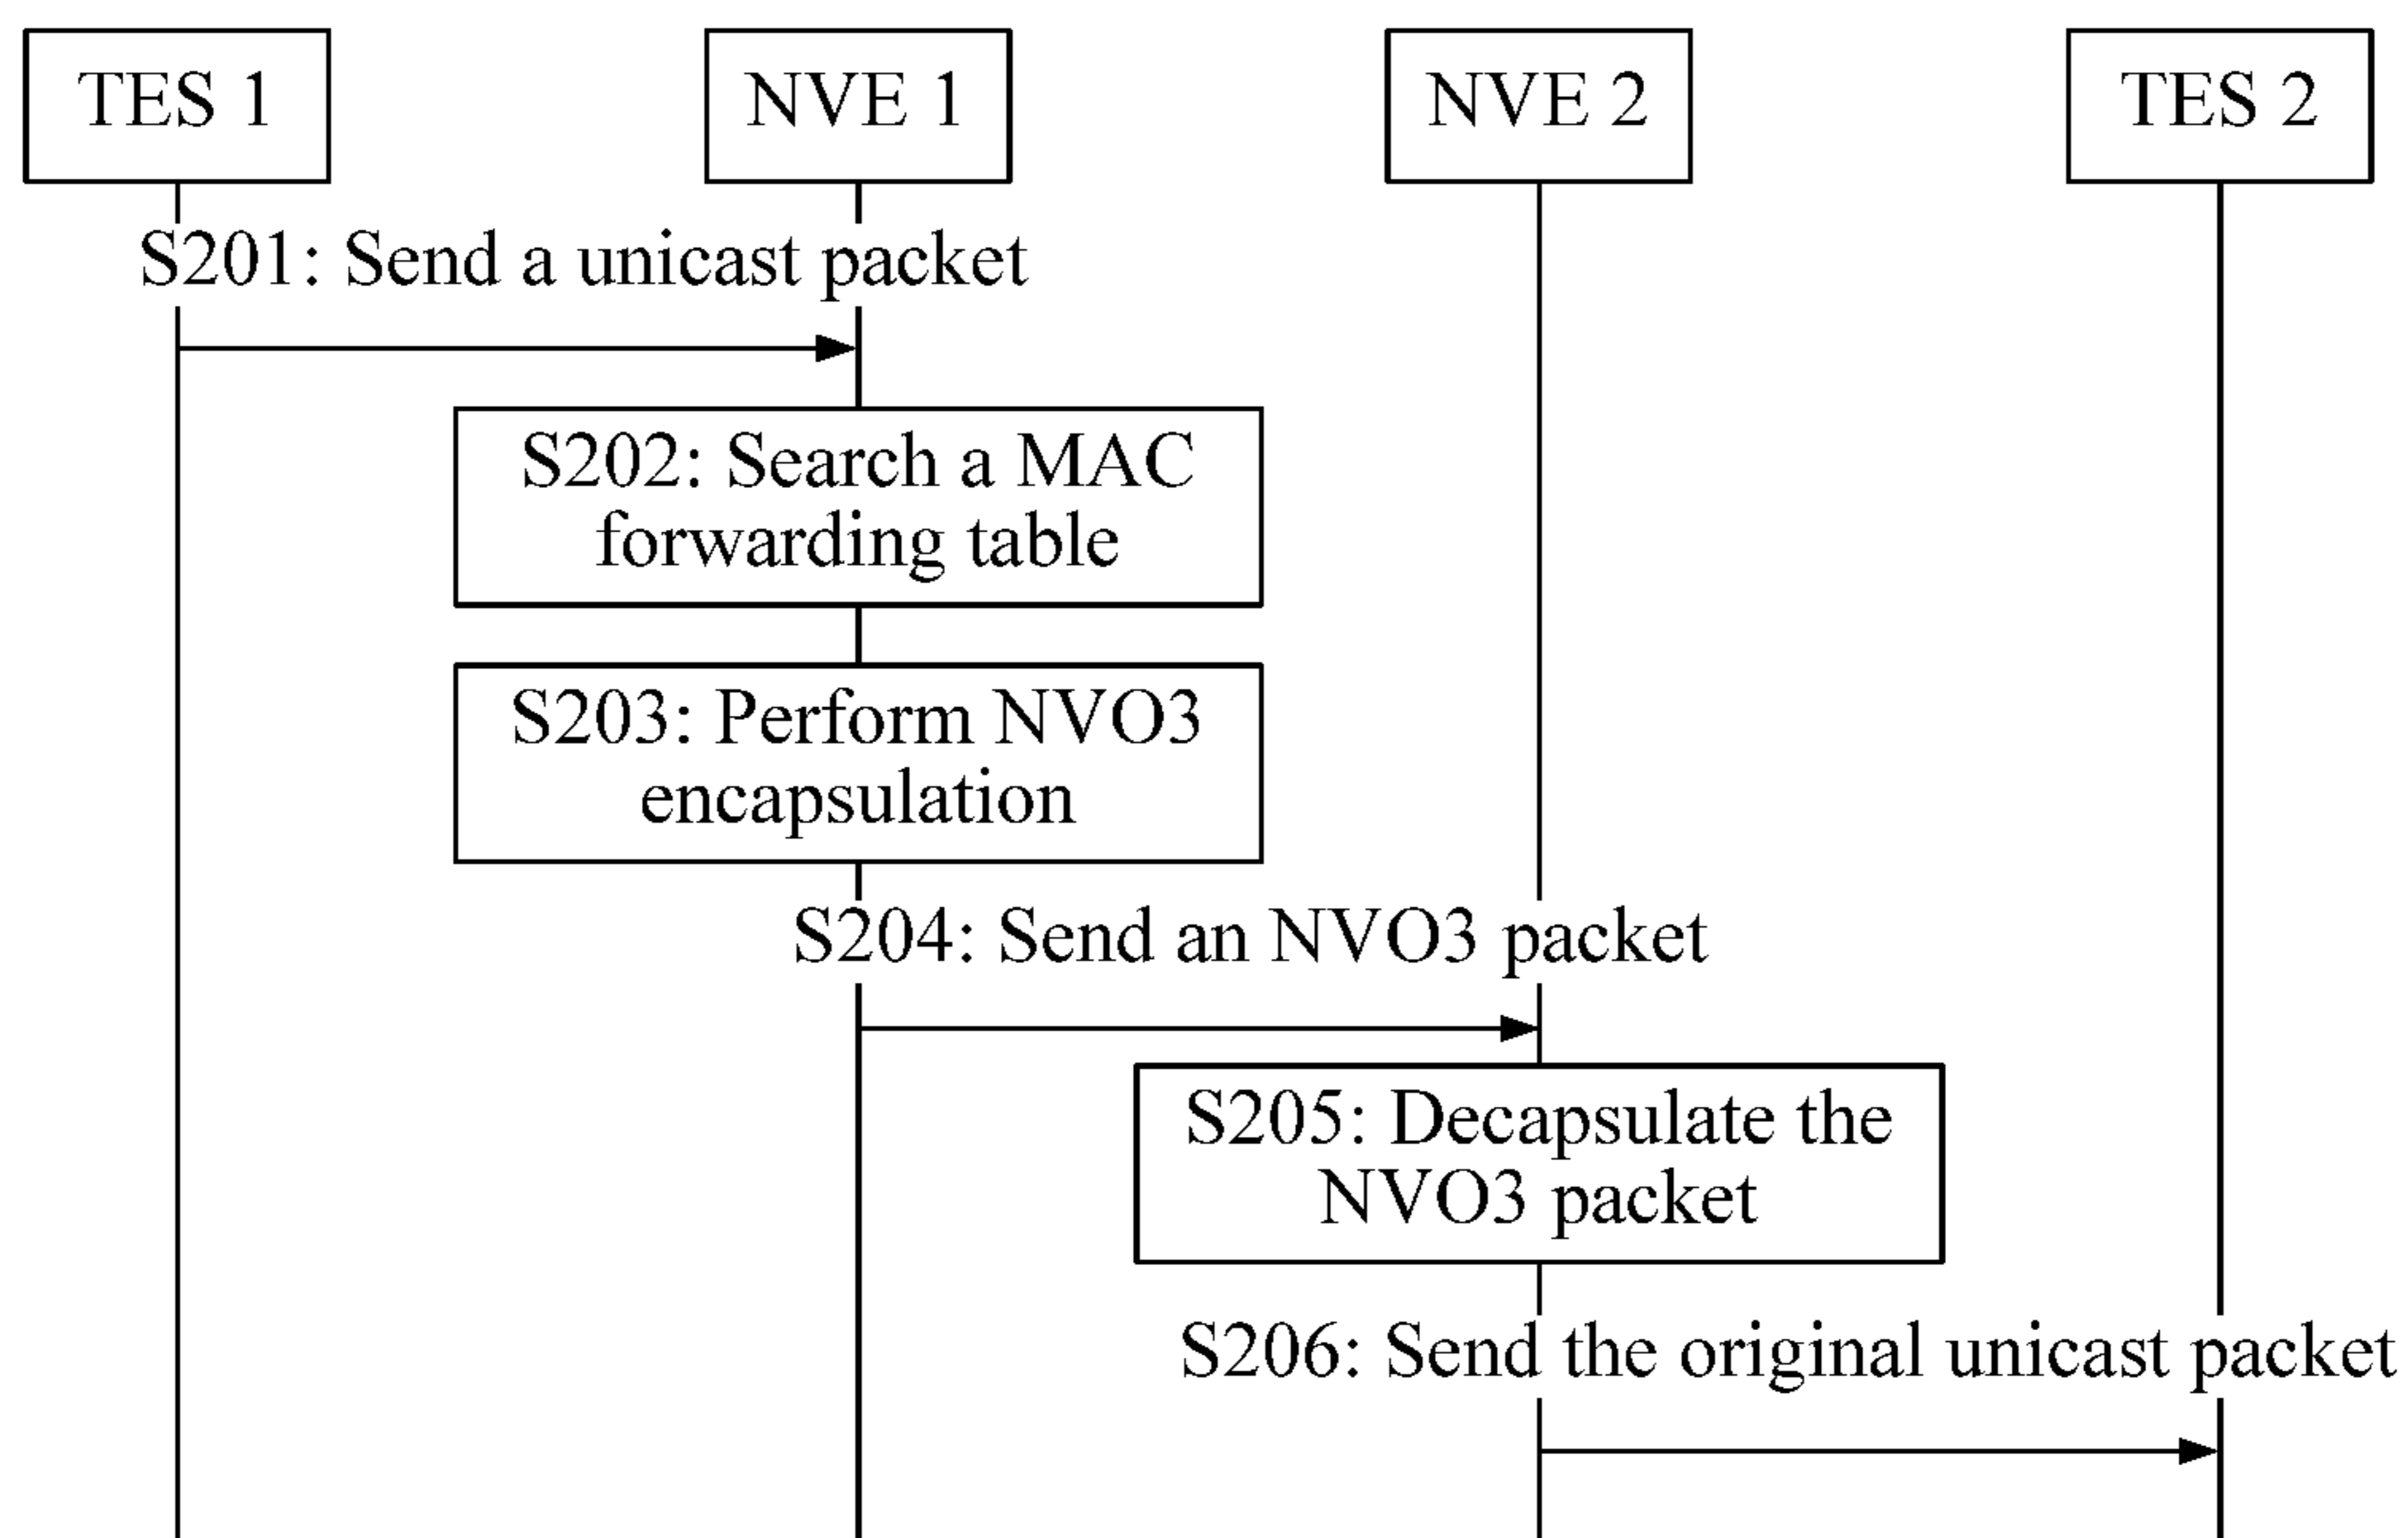 TES 1
NVE 1
NVE 2
TES 2
S201: Send a unicast packet
S202: Search a MAC
forwarding table
S203: Perform NVO3
encapsulation
S204: Send an NVO3 packet
S205: Decapsulate the
NVO3 packet
S206: Send the original unicast packet